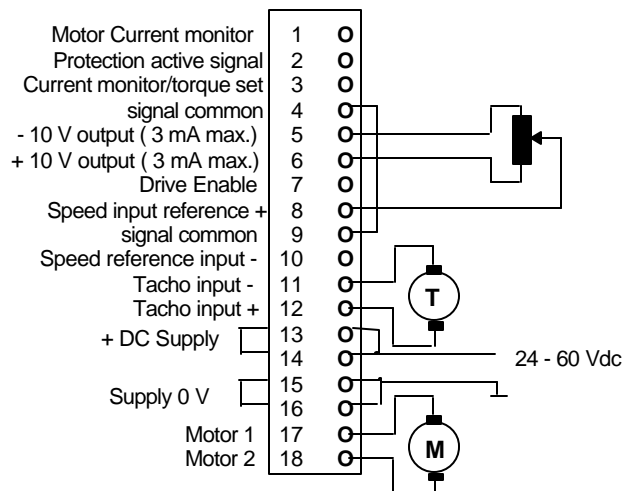 Motor Current monitor 1 O
Protection active signal 2 O
Current monitor/torque set 3 O
signal common 4 O
- 10 V output ( 3 mA max.) 5 O
+ 10 V output ( 3 mA max.) 6 O
Drive Enable 7 O
Speed input reference + 8 O
signal common 9 O
Speed reference input - 10 O
Tacho input - 11 O
Tacho input + 12 O
T
+ DC Supply 13 O
14 O
24 - 60 Vdc
Supply 0 V 15 O
16 O
Motor 1 17 O
Motor 2 18 O
M